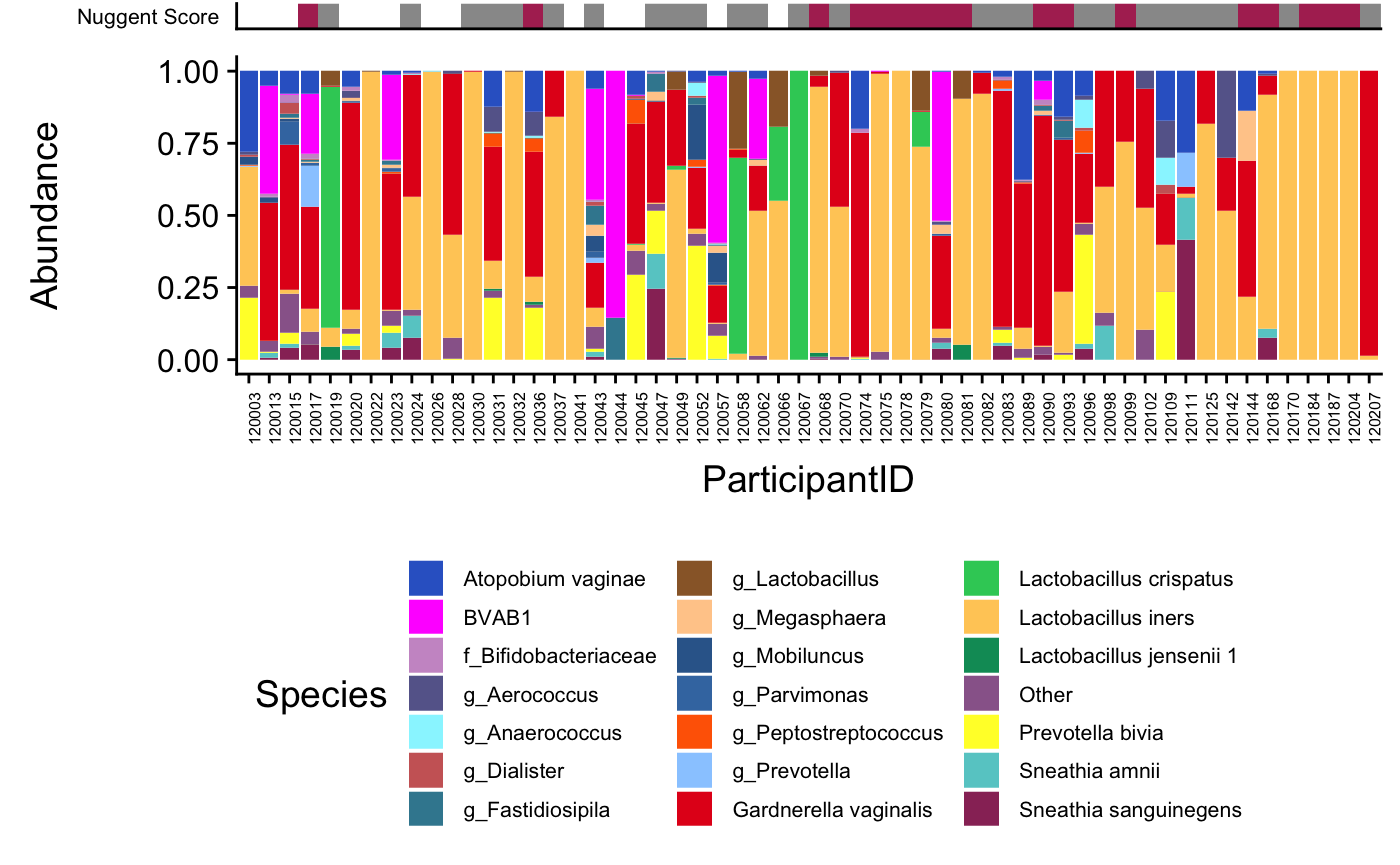 Nuggent Score
Abundance
1.00
0.75
0.50
0.25
0.00
120003
120013
120015
120017
120019
120020
120022
120023
120024
120026
120028
120030
120031
120032
120036
120037
120041
120043
120044
120045
120047
120049
120052
120057
120058
120062
120066
120067
120068
120070
120074
120075
120078
120079
120080
120081
120082
120083
120089
120090
120093
120096
120098
120099
120102
120109
120111
120125
120142
120144
120168
120170
120184
120187
120204
120207
ParticipantID
Species
Atopobium vaginae
BVAB1
f_Bifidobacteriaceae
g_Aerococcus
g_Anaerococcus
g_Dialister
g_Fastidiosipila
g_Lactobacillus
g_Megasphaera
g_Mobiluncus
g_Parvimonas
g_Peptostreptococcus
g_Prevotella
Gardnerella vaginalis
Lactobacillus crispatus
Lactobacillus iners
Lactobacillus jensenii 1
Other
Prevotella bivia
Sneathia amnii
Sneathia sanguinegens